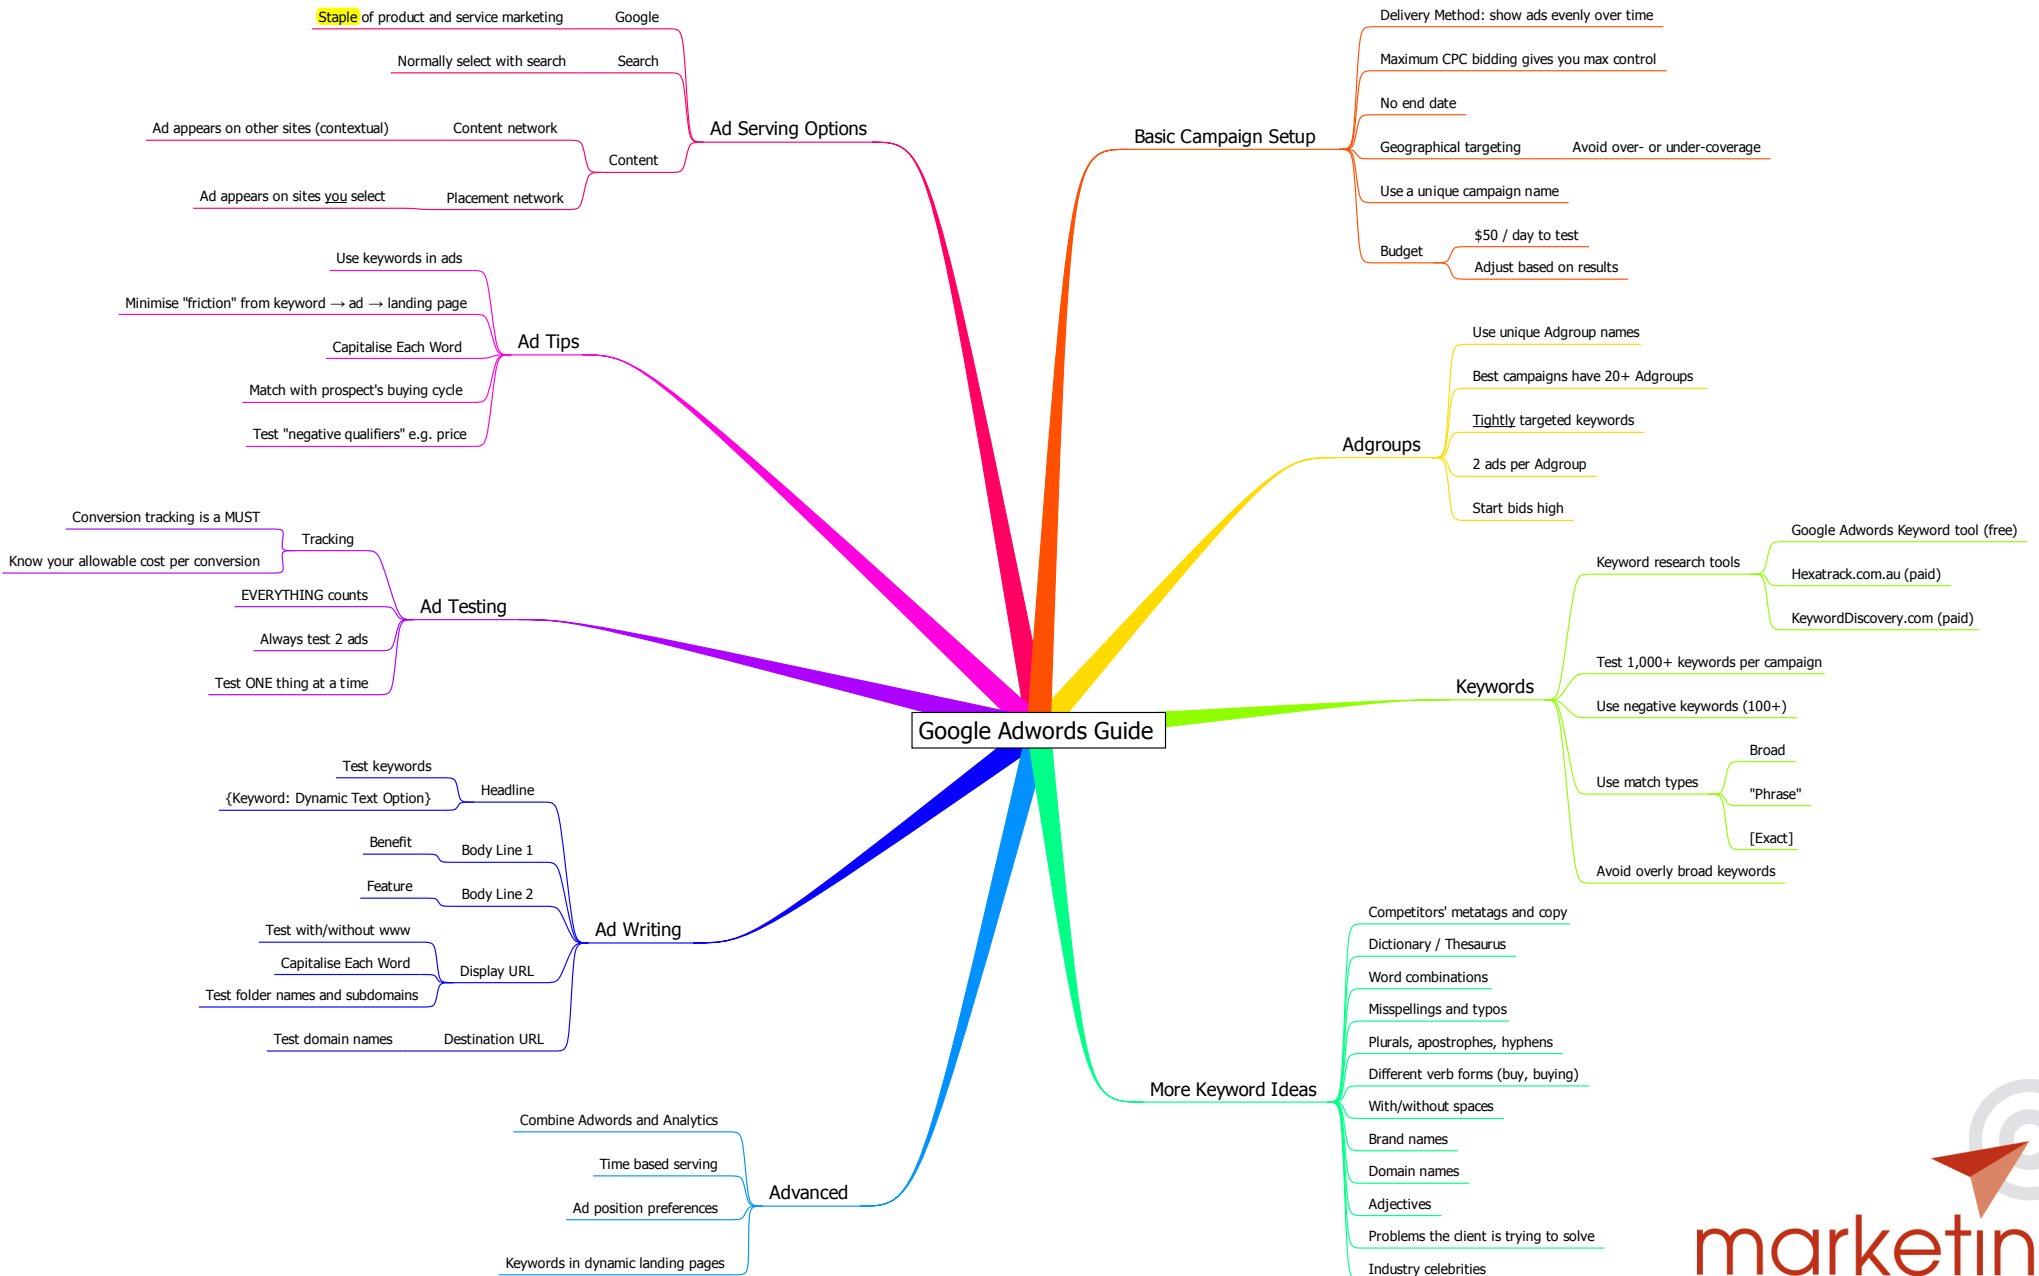 Google Adwords Guide
Basic Campaign Setup
Delivery Method: show ads evenly over time
Maximum CPC bidding gives you max control
No end date
Geographical targeting
Avoid over- or under-coverage
Use a unique campaign name
Budget
$50 / day to test
Adjust based on results
Adgroups
Use unique Adgroup names
Best campaigns have 20+ Adgroups
Tightly targeted keywords
2 ads per Adgroup
Start bids high
Keywords
Keyword research tools
Google Adwords Keyword tool (free)
Hexatrack.com.au (paid)
KeywordDiscovery.com (paid)
Test 1,000+ keywords per campaign
Use negative keywords (100+)
Use match types
Broad
"Phrase"
[Exact]
Avoid overly broad keywords
More Keyword Ideas
Competitors' metatags and copy
Dictionary / Thesaurus
Word combinations
Misspellings and typos
Plurals, apostrophes, hyphens
Different verb forms (buy, buying)
With/without spaces
Brand names
Domain names
Adjectives
Problems the client is trying to solve
Industry celebrities
Ad Serving Options
Google
Staple of product and service marketing
Search
Normally select with search
Content
Content network
Ad appears on other sites (contextual)
Placement network
Ad appears on sites you select
Ad Tips
Use keywords in ads
Minimise "friction" from keyword → ad → landing page
Capitalise Each Word
Match with prospect's buying cycle
Test "negative qualifiers" e.g. price
Ad Testing
Tracking
Conversion tracking is a MUST
Know your allowable cost per conversion
EVERYTHING counts
Always test 2 ads
Test ONE thing at a time
Ad Writing
Headline
Test keywords
{Keyword: Dynamic Text Option}
Body Line 1
Benefit
Body Line 2
Feature
Display URL
Test with/without www
Capitalise Each Word
Test folder names and subdomains
Destination URL
Test domain names
Advanced
Combine Adwords and Analytics
Time based serving
Ad position preferences
Keywords in dynamic landing pages
marketin